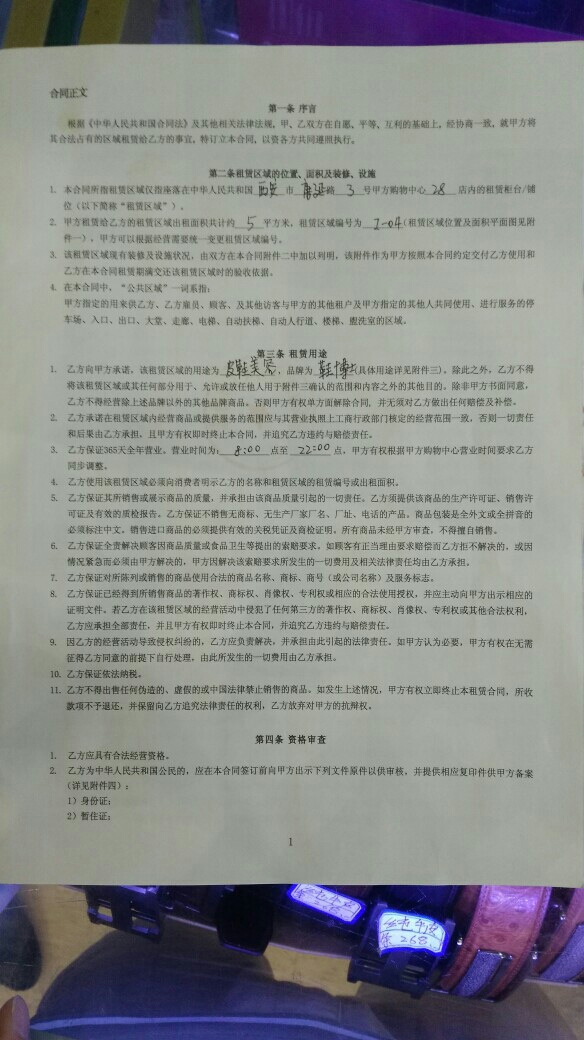 合同正文
第一条 序言
根据《中华人民共和国合同法》及其他相关法律法规，甲、乙双方在自愿、平等、互利的基础上，经协商一致，就甲方将
其合法占有的区域租赁给乙方的事宜，特订立本合同，以资各方共同遵照执行。
第二条租赁区域的位置、面积及装修、设施
1. 本合同所指租赁区域仅指座落在中华人民共和国 西安 市 唐延路 3 号甲方购物中心 28 店内的租赁柜台/铺
位（以下简称“租赁区域”）。
2. 甲方租赁给乙方的租赁区域出租面积共计约 5 平方米，租赁区域编号为 2-04（租赁区域位置及面积平面图见附
件一），甲方可以根据经营需要统一变更租赁区域编号。
3. 该租赁区域现有装修及设施状况，由双方在本合同附件二中加以列明，该附件作为甲方按照本合同约定交付乙方使用和
乙方在本合同租赁期满交还该租赁区域时的验收依据。
4. 在本合同中，“公共区域”一词系指：
甲方指定的用来供乙方、乙方雇员、顾客、及其他访客与甲方的其他租户及甲方指定的其他人共同使用、进行服务的停
车场、入口、出口、大堂、走廊、电梯、自动扶梯、自动人行道、楼梯、盥洗室的区域。
第三条 租赁用途
1. 乙方向甲方承诺，该租赁区域的用途为 皮鞋美容，品牌为 鞋博士（具体用途详见附件三）。除此之外，乙方不得
将该租赁区域或其任何部分用于、允许或放任他人用于附件三确认的范围和内容之外的其他目的。除非甲方书面同意，
乙方不得经营除上述品牌以外的其他品牌商品。否则甲方有权单方面解除合同，并无须对乙方做出任何赔偿及补偿。
2. 乙方承诺在租赁区域内经营商品或提供服务的范围应与其营业执照上工商行政部门核定的经营范围一致，否则一切责任
和后果由乙方承担。且甲方有权即时终止本合同，并追究乙方违约与赔偿责任。
3. 乙方保证365天全年营业。营业时间为： 8:00 点至 22:00 点，甲方有权根据甲方购物中心营业时间要求乙方
同步调整。
4. 乙方使用该租赁区域必须向消费者明示乙方的名称和租赁区域的租赁编号或出租面积。
5. 乙方保证其所销售或展示商品的质量，并承担由该商品质量引起的一切责任。乙方须提供该商品的生产许可证、销售许
可证及有效的质检报告。乙方保证不销售无商标、无生产厂家厂名、厂址、电话的产品。商品包装是全外文或全拼音的
必须标注中文。销售进口商品的必须提供有效的关税凭证及商检证明。所有商品未经甲方审查，不得擅自销售。
6. 乙方保证全责解决顾客因商品质量或食品卫生等提出的索赔要求。如顾客有正当理由要求赔偿而乙方拒不解决的，或因
情况紧急而必须由甲方解决的，甲方因解决该索赔要求所发生的一切费用及相关法律责任均由乙方承担。
7. 乙方保证对所陈列或销售的商品使用合法的商品名称、商标、商号（或公司名称）及服务标志。
8. 乙方保证已经得到所销售商品的著作权、商标权、肖像权、专利权或相应的合法使用授权，并应主动向甲方出示相应的
证明文件。若乙方在该租赁区域的经营活动中侵犯了任何第三方的著作权、商标权、肖像权、专利权或其他合法权利，
乙方应承担全部责任，并且甲方有权即时终止本合同，并追究乙方违约与赔偿责任。
9. 因乙方的经营活动导致侵权纠纷的，乙方应负责解决，并承担由此引起的法律责任。如甲方认为必要，甲方有权在无需
征得乙方同意的前提下自行处理，由此所发生的一切费用由乙方承担。
10. 乙方保证依法纳税。
11. 乙方不得出售任何伪造的、虚假的或中国法律禁止销售的商品。如发生上述情况，甲方有权立即终止本租赁合同，所收
款项不予退还，并保留向乙方追究法律责任的权利，乙方放弃对甲方的抗辩权。
第四条 资格审查
1. 乙方应具有合法经营资格。
2. 乙方为中华人民共和国公民的，应在本合同签订前向甲方出示下列文件原件以供审核，并提供相应复印件供甲方备案
（详见附件四）：
1）身份证；
2）暂住证；
1
268